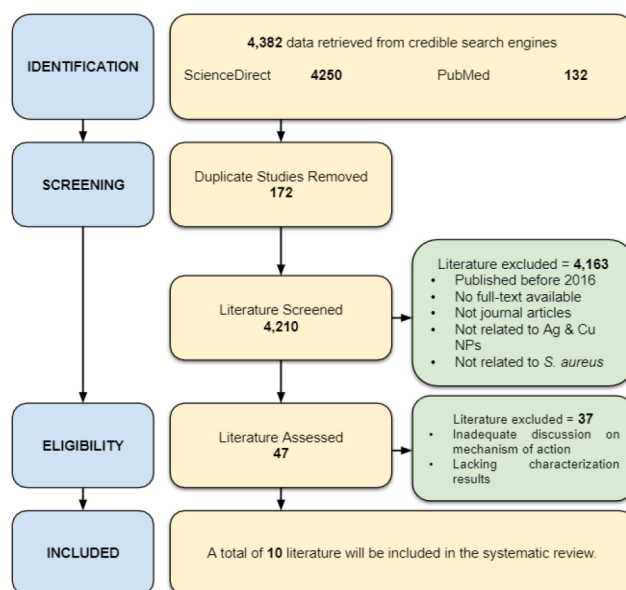 IDENTIFICATION
4,382 data retrieved from credible search engines
ScienceDirect 4250 PubMed 132
SCREENING
Duplicate Studies Removed
172
Literature Screened
4,210
Literature excluded = 4,163
• Published before 2016
• No full-text available
• Not journal articles
• Not related to Ag & Cu
NPs
• Not related to S. aureus
ELIGIBILITY
Literature Assessed
47
Literature excluded = 37
• Inadequate discussion on
mechanism of action
• Lacking characterization
results
INCLUDED
A total of 10 literature will be included in the systematic review.